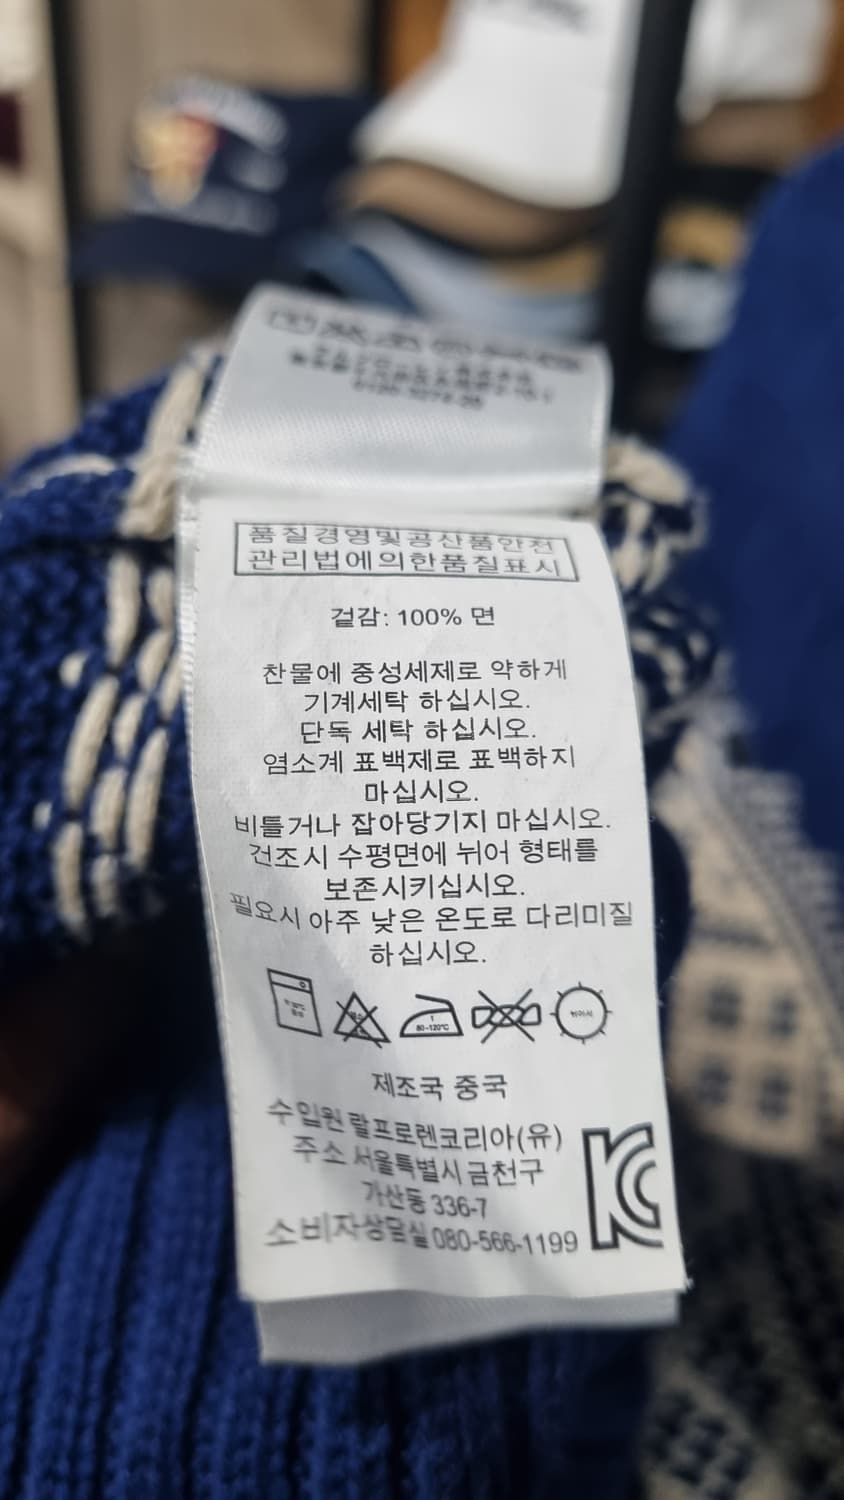 품질경영및공산품안전
관리법에의한품질표시
겉감: 100% 면
찬물에 중성세제로 약하게
기계세탁 하십시오.
단독 세탁 하십시오.
염소계 표백제로 표백하지
마십시오.
비틀거나 잡아당기지 마십시오.
건조시 수평면에 뉘어 형태를
보존시키십시오.
필요시 아주 낮은 온도로 다리미질
하십시오.
1
80-120℃
뉘어서
제조국 중국
수입원 랄프로렌코리아(유)
주소 서울특별시 금천구
가산동 336-7
소비자상담실 080-566-1199
KC